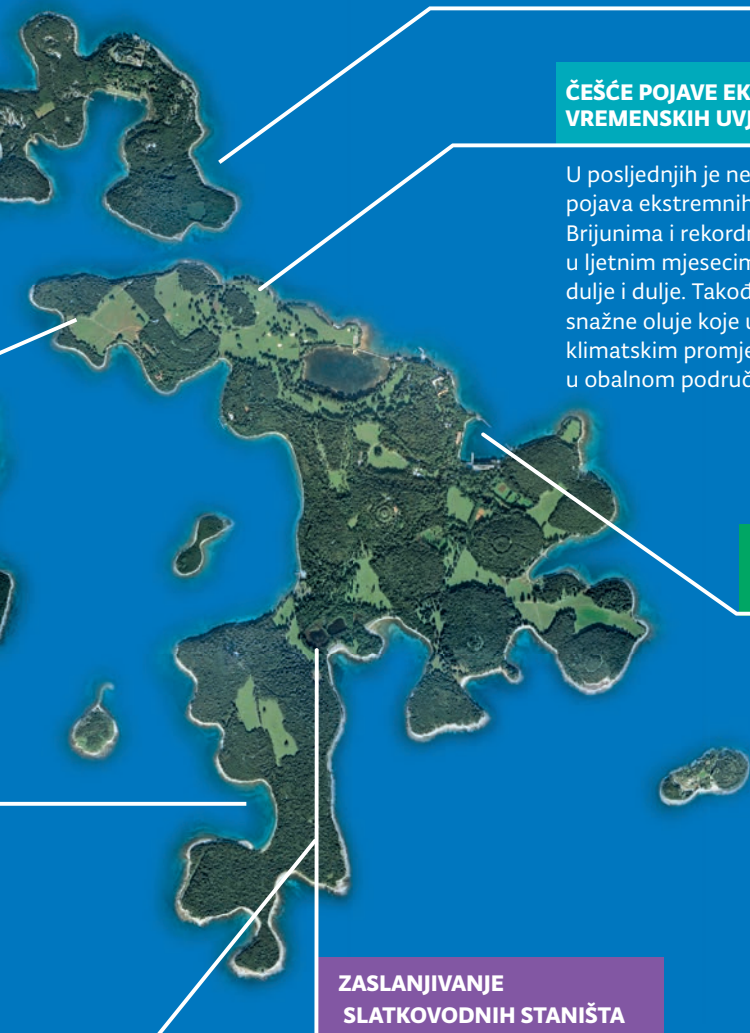 ČEŠĆE POJAVE EK
VREMENSKIH UVJ
U posljednjih je ne
pojava ekstremnih
Brijunima i rekordn
u ljetnim mjesecim
dulje i dulje. Takođ
snažne oluje koje u
klimatskim promje
u obalnom područ
ZASLANJIVANJE
SLATKOVODNIH STANIŠTA